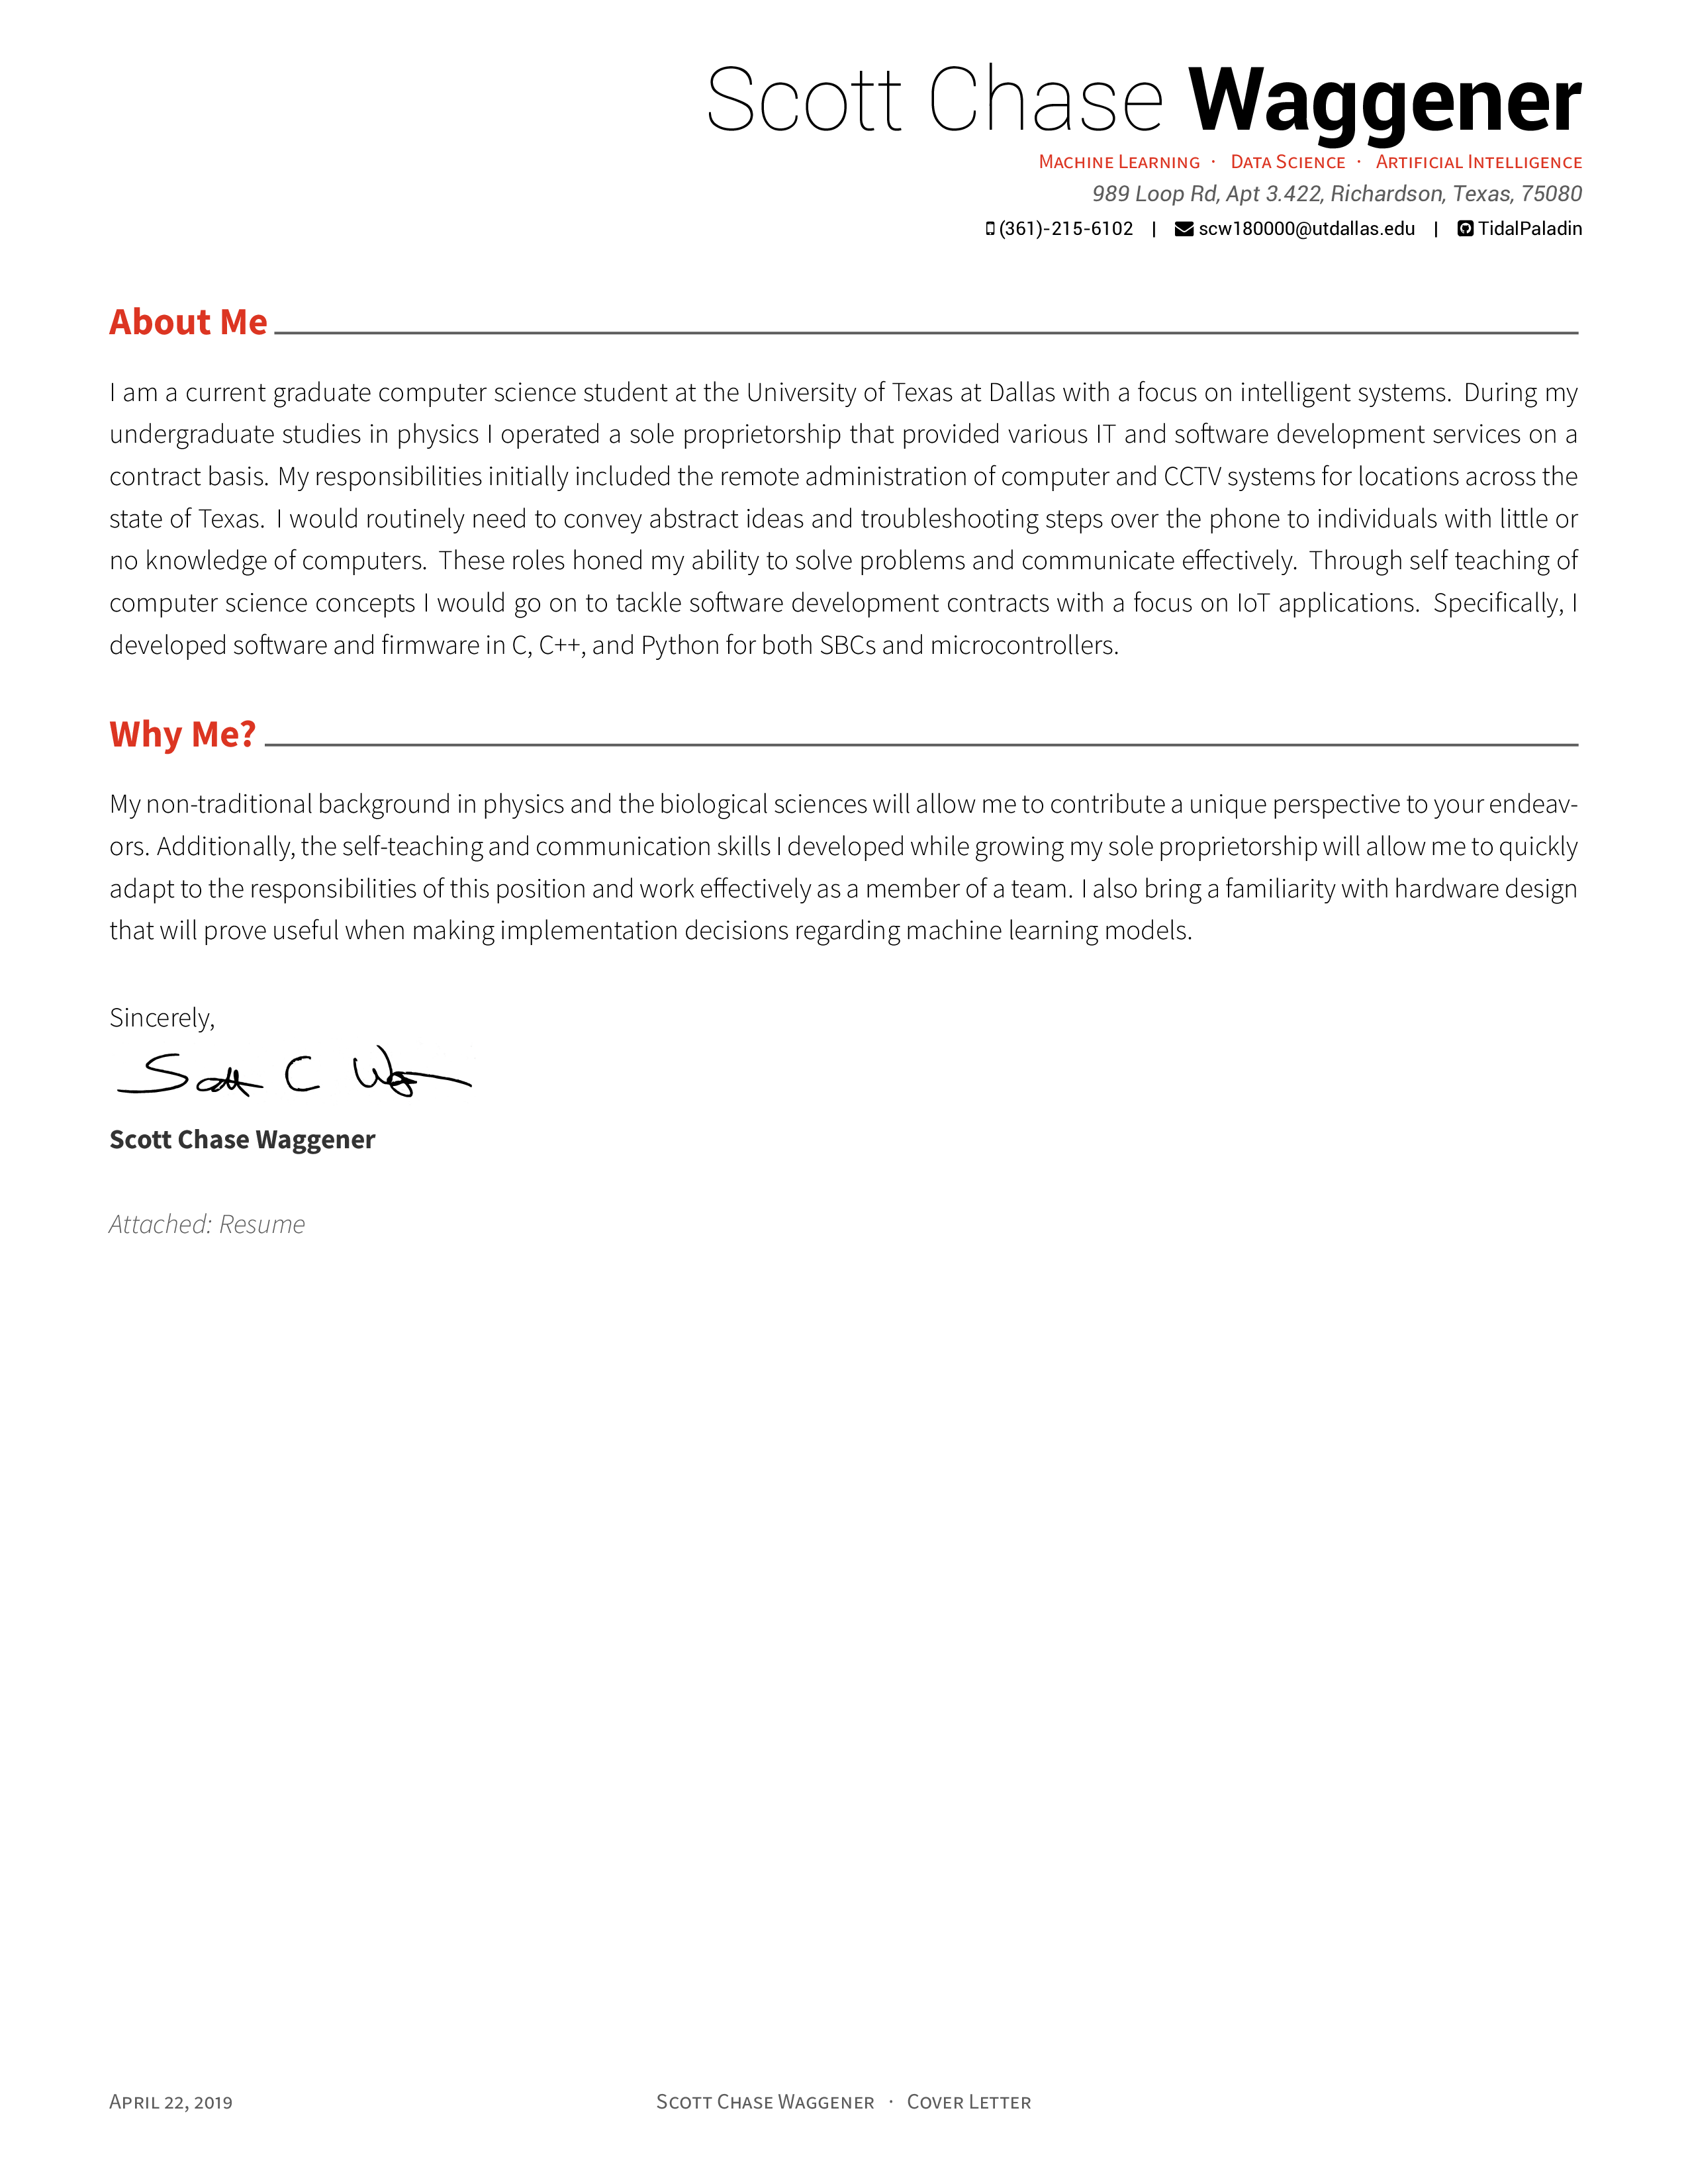 Scott Chase Waggener
Machine Learning · Data Science · Artificial Intelligence
989 Loop Rd, Apt 3.422, Richardson, Texas, 75080
(361)-215-6102 | scw180000@utdallas.edu | TidalPaladin
About Me
I am a current graduate computer science student at the University of Texas at Dallas with a focus on intelligent systems. During my
undergraduate studies in physics I operated a sole proprietorship that provided various IT and software development services on a
contract basis. My responsibilities initially included the remote administration of computer and CCTV systems for locations across the
state of Texas. I would routinely need to convey abstract ideas and troubleshooting steps over the phone to individuals with little or
no knowledge of computers. These roles honed my ability to solve problems and communicate effectively. Through self teaching of
computer science concepts I would go on to tackle software development contracts with a focus on IoT applications. Specifically, I
developed software and firmware in C, C++, and Python for both SBCs and microcontrollers.
Why Me?
My non-traditional background in physics and the biological sciences will allow me to contribute a unique perspective to your endeav-
ors. Additionally, the self-teaching and communication skills I developed while growing my sole proprietorship will allow me to quickly
adapt to the responsibilities of this position and work effectively as a member of a team. I also bring a familiarity with hardware design
that will prove useful when making implementation decisions regarding machine learning models.
Sincerely,
Scott C
Scott Chase Waggener
Attached: Resume
April 22, 2019 Scott Chase Waggener · Cover Letter